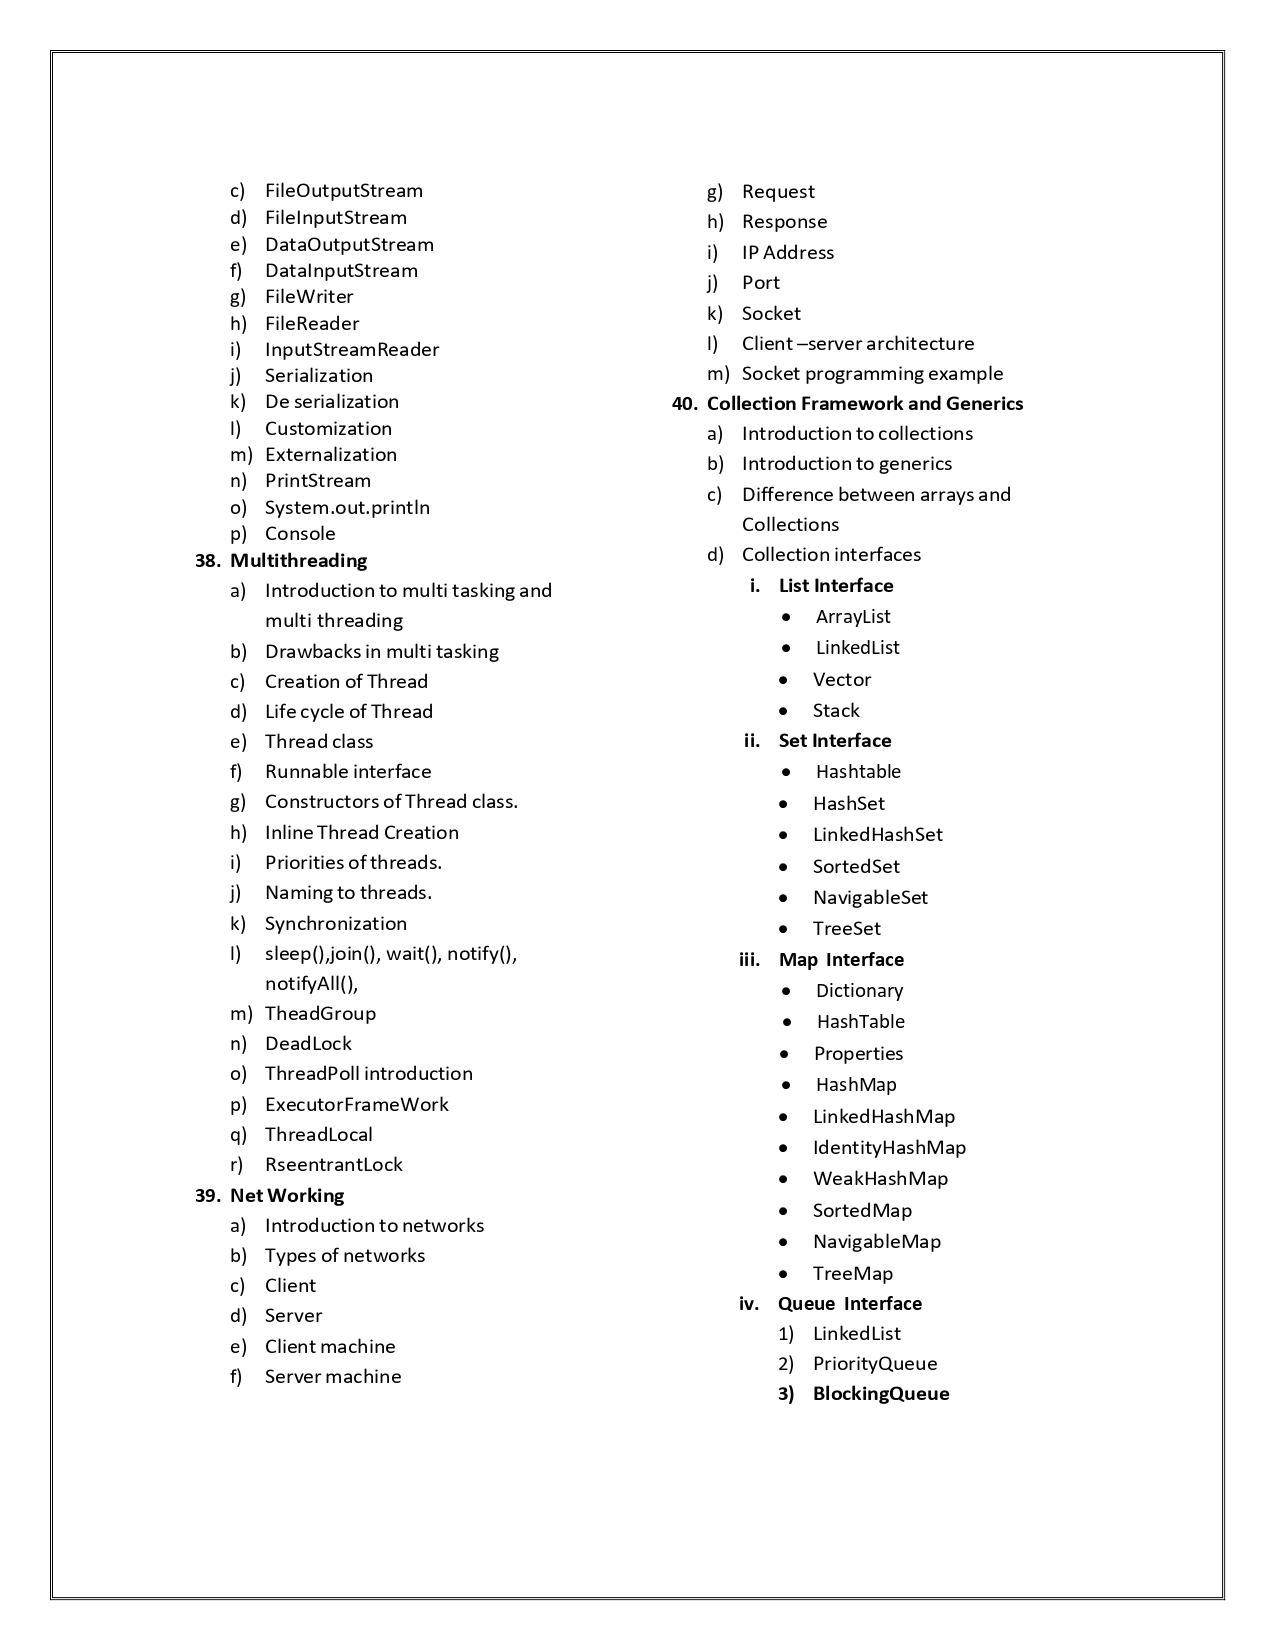 c) FileOutputStream
d) FileInputStream
e) DataOutputStream
f) DataInputStream
g) FileWriter
h) FileReader
i) InputStreamReader
j) Serialization
k) De serialization
l) Customization
m) Externalization
n) PrintStream
o) System.out.println
p) Console
38. Multithreading
a) Introduction to multi tasking and
multi threading
b) Drawbacks in multi tasking
c) Creation of Thread
d) Life cycle of Thread
e) Thread class
f) Runnable interface
g) Constructors of Thread class.
h) Inline Thread Creation
i) Priorities of threads.
j) Naming to threads.
k) Synchronization
l) sleep(),join(), wait(), notify(),
notifyAll(),
m) TheadGroup
n) DeadLock
o) ThreadPoll introduction
p) ExecutorFrameWork
q) ThreadLocal
r) RseentrantLock
39. Net Working
a) Introduction to networks
b) Types of networks
c) Client
d) Server
e) Client machine
f) Server machine
g) Request
h) Response
i) IP Address
j) Port
k) Socket
l) Client –server architecture
m) Socket programming example
40. Collection Framework and Generics
a) Introduction to collections
b) Introduction to generics
c) Difference between arrays and
Collections
d) Collection interfaces
i. List Interface
• ArrayList
• LinkedList
• Vector
• Stack
ii. Set Interface
• Hashtable
• HashSet
• LinkedHashSet
• SortedSet
• NavigableSet
• TreeSet
iii. Map Interface
• Dictionary
• HashTable
• Properties
• HashMap
• LinkedHashMap
• IdentityHashMap
• WeakHashMap
• SortedMap
• NavigableMap
• TreeMap
iv. Queue Interface
1) LinkedList
2) PriorityQueue
3) BlockingQueue